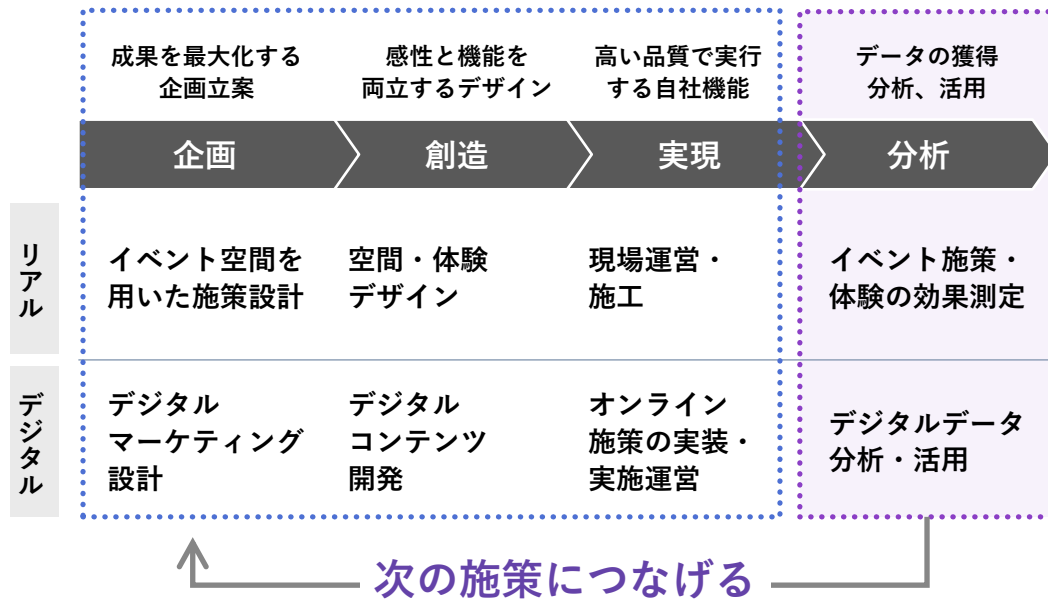 成果を最大化する
企画立案
感性と機能を
両立するデザイン
高い品質で実行
する自社機能
データの獲得
分析、活用
企画
創造
実現
分析
リアル
イベント空間を
用いた施策設計
空間・体験
デザイン
現場運営・
施工
イベント施策・
体験の効果測定
デジタル
デジタル
マーケティング
設計
デジタル
コンテンツ
開発
オンライン
施策の実装・
実施運営
デジタルデータ
分析・活用
次の施策につなげる